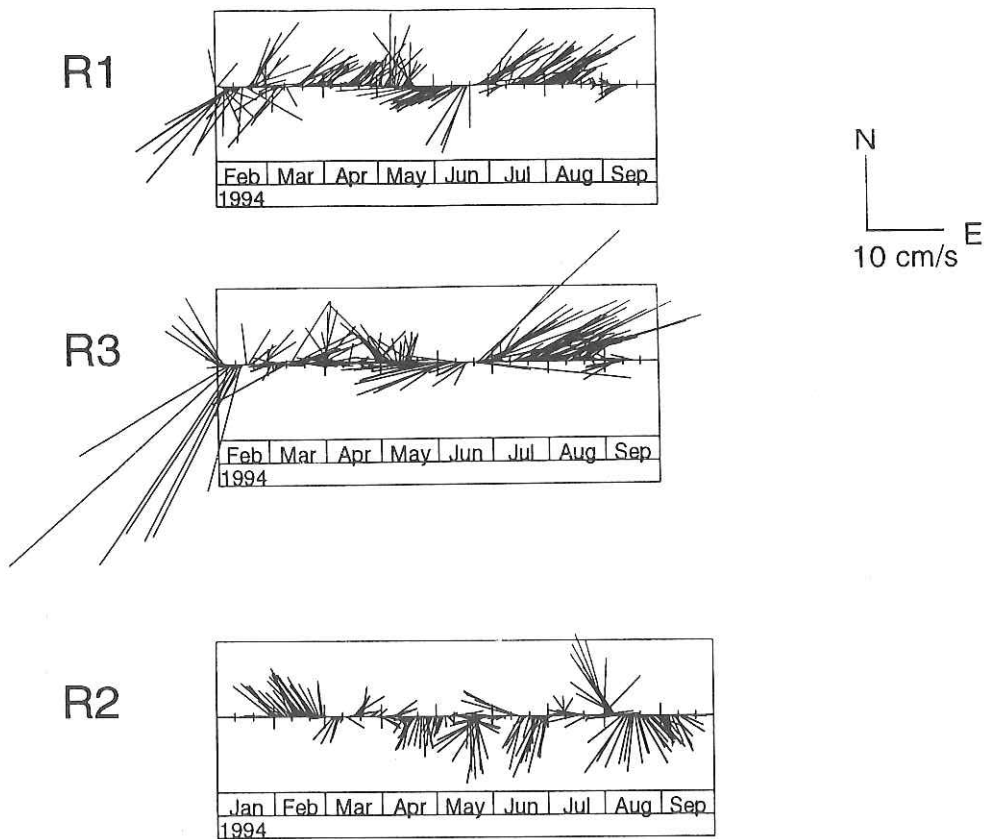 R1
Feb Mar Apr May Jun Jul Aug Sep
1994
N
E
10 cm/s
R3
Feb Mar Apr May Jun Jul Aug Sep
1994
R2
Jan Feb Mar Apr May Jun Jul Aug Sep
1994